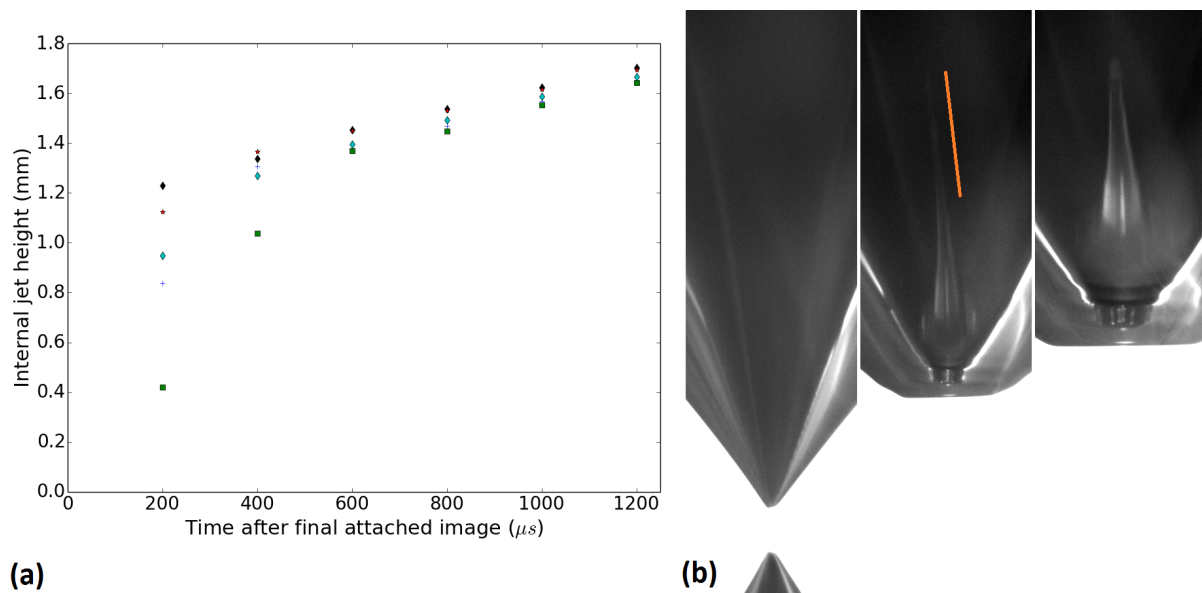 1.8
1.6
1.4
1.2
1.0
0.8
0.6
0.4
0.2
0.0
Internal jet height (mm)
0 200 400 600 800 1000 1200
Time after final attached image (μs)
(a) (b)